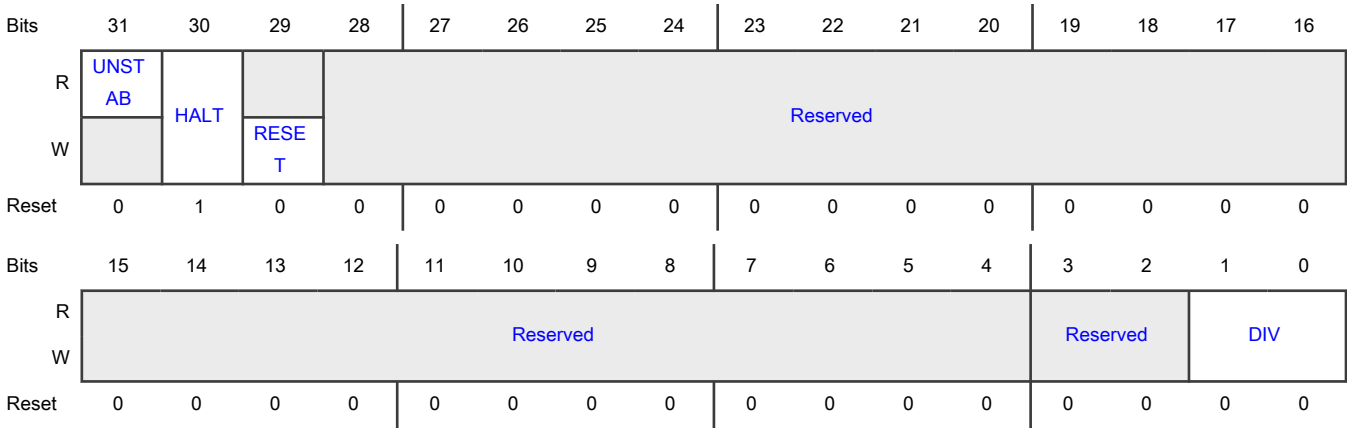 Bits 31 30 29 28 27 26 25 24 23 22 21 20 19 18 17 16
R UNST
AB
HALT
Reserved
W RESE
T
Reset 0 1 0 0 0 0 0 0 0 0 0 0 0 0 0 0
Bits 15 14 13 12 11 10 9 8 7 6 5 4 3 2 1 0
R
Reserved Reserved DIV
W
Reset 0 0 0 0 0 0 0 0 0 0 0 0 0 0 0 0